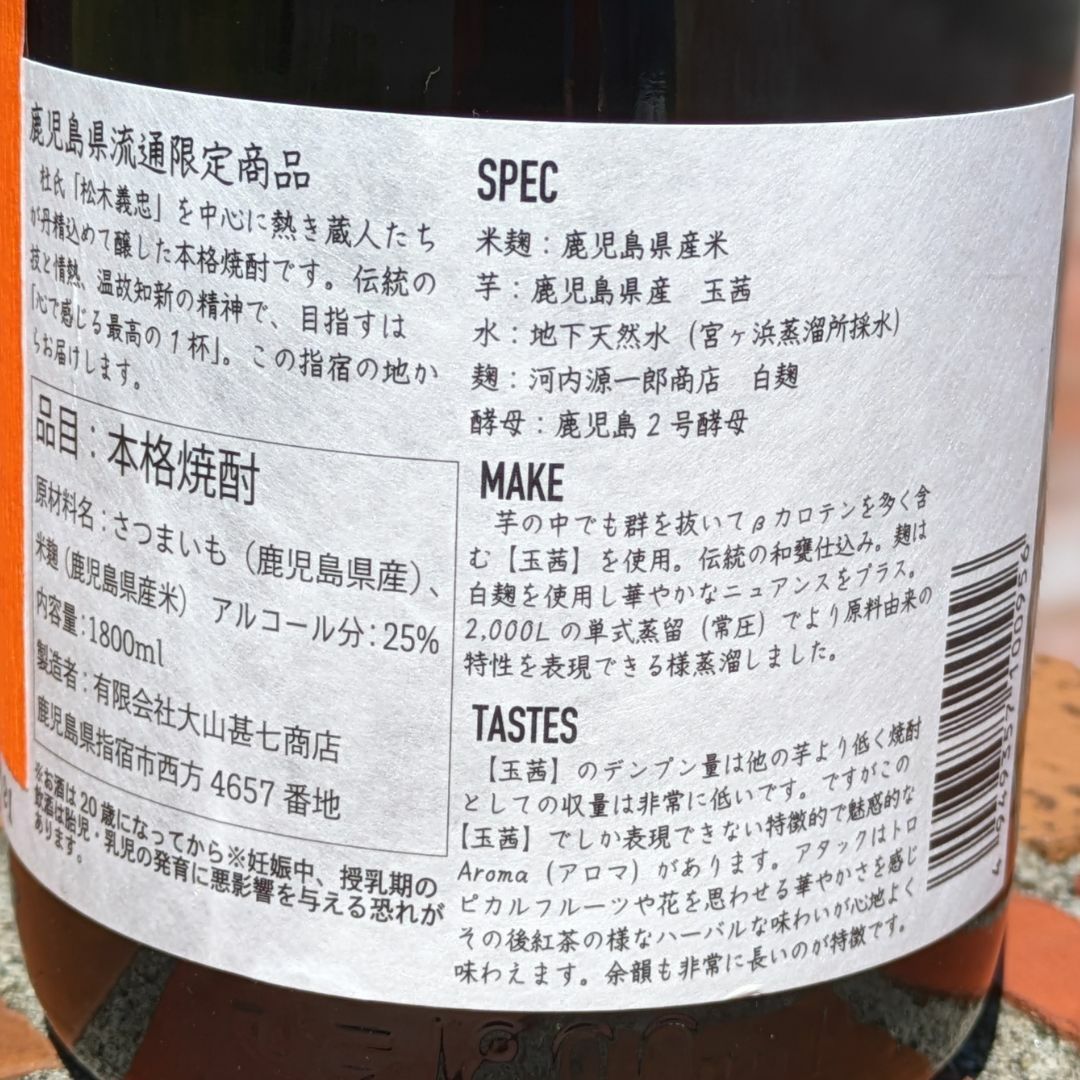 鹿児島県流通限定商品
杜氏「松木義忠」を中心に熱き蔵人たち
が丹精込めて醸した本格焼酎です。伝統の
技と情熱、温故知新の精神で、目指すは
「心で感じる最高の1杯」。この指宿の地か
らお届けします。
品目：本格焼酎
原材料名：さつまいも（鹿児島県産）、
米麹（鹿児島県産米） アルコール分：25%
内容量：1800ml
製造者：有限会社大山甚七商店
鹿児島県指宿市西方 4657 番地
※お酒は20歳になってから※妊娠中、授乳期の
飲酒は胎児・乳児の発育に悪影響を与える恐れが
あります。
SPEC
米麹：鹿児島県産米
芋：鹿児島県産　玉茜
水：地下天然水（宮ヶ浜蒸溜所採水）
麹：河内源一郎商店　白麹
酵母：鹿児島2号酵母
MAKE
芋の中でも群を抜いてβカロテンを多く含
む【玉茜】を使用。伝統の和甕仕込み。麹は
白麹を使用し華やかなニュアンスをプラス。
2,000Lの単式蒸留（常圧）でより原料由来の
特性を表現できる様蒸溜しました。
TASTES
【玉茜】のデンプン量は他の芋より低く焼酎
としての収量は非常に低いです。ですがこの
【玉茜】でしか表現できない特徴的で魅惑的な
Aroma（アロマ）があります。アタックはトロ
ピカルフルーツや花を思わせる華やかさを感じ
その後紅茶の様なハーバルな味わいが心地よく
味わえます。余韻も非常に長いのが特徴です。